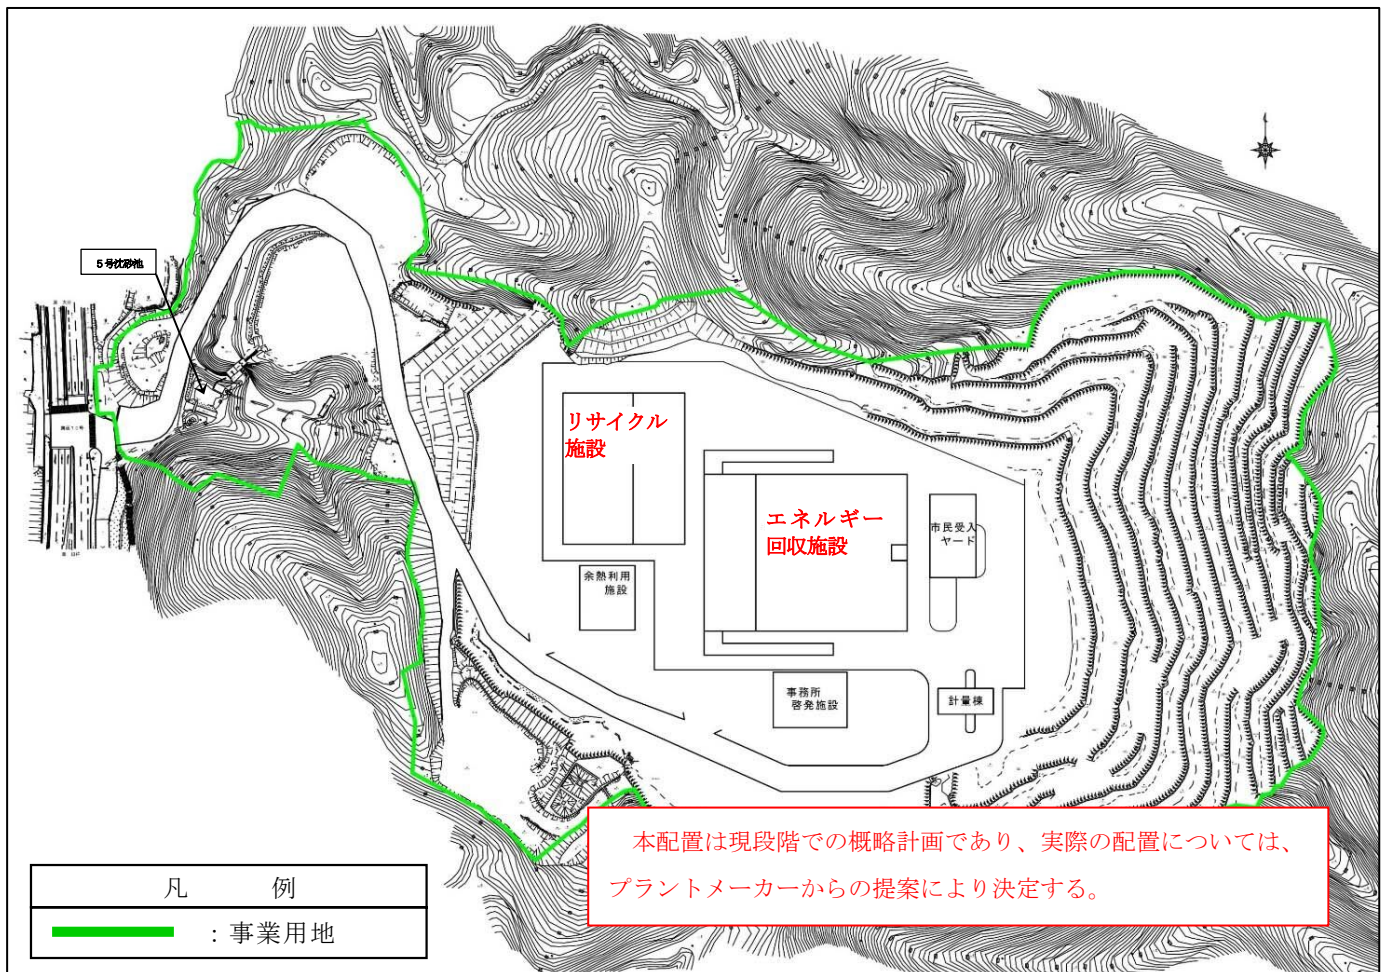 5号沈砂池
リサイクル
施設
エネルギー
回収施設
市民受入
ヤード
余熱利用
施設
事務所
啓発施設
計量棟
本配置は現段階での概略計画であり、実際の配置については、
プラントメーカーからの提案により決定する。
凡 例
：事業用地